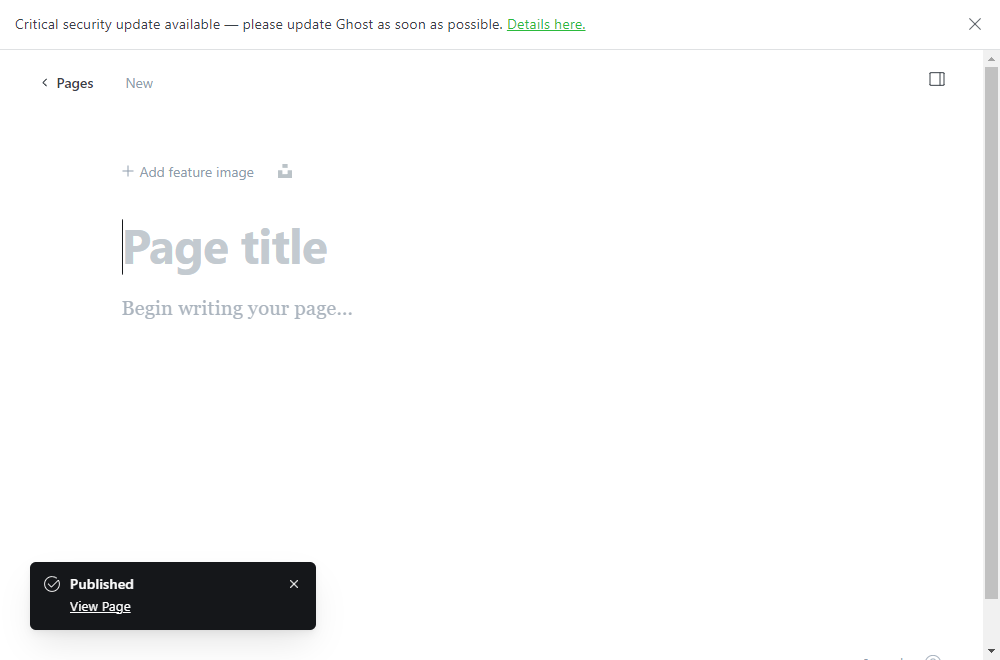 Critical security update available — please update Ghost as soon as possible. Details here.
Pages New
Add feature image
Page title
Begin writing your page...
Published
View Page